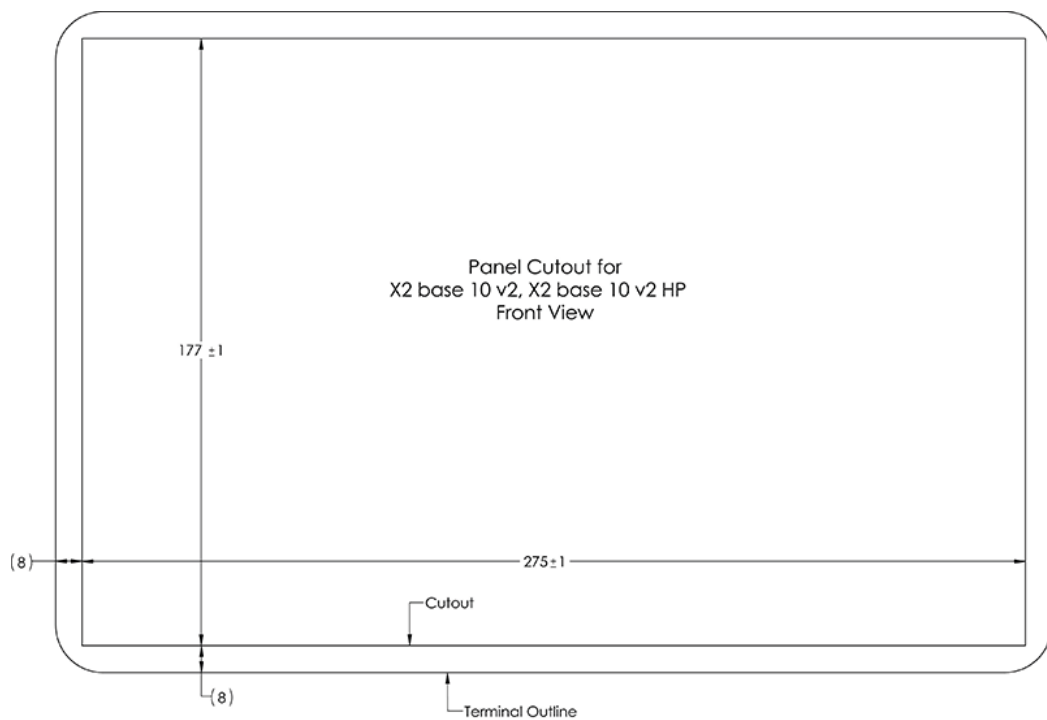 Panel Cutout for
X2 base 10 v2, X2 base 10 v2 HP
Front View
177 ±1
(8)
275±1
Cutout
(8)
Terminal Outline